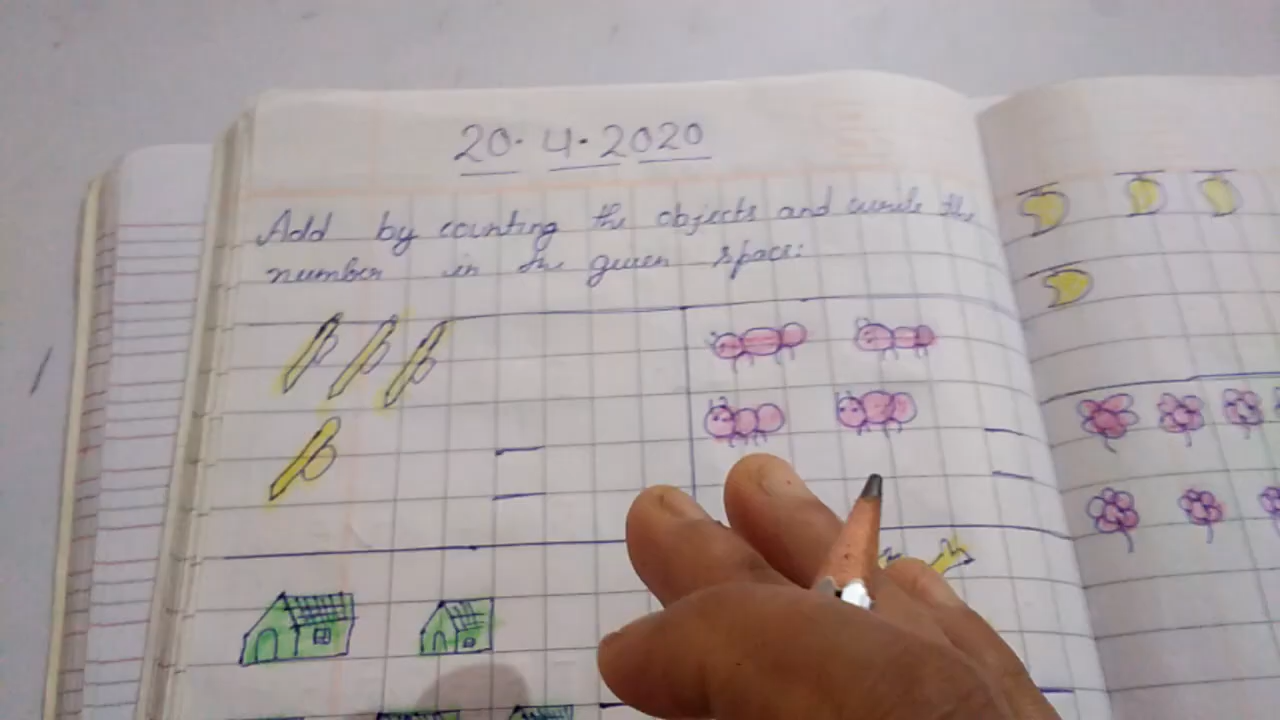 20. 4. 2020
Add by counting the objects and write the
number in the given space: